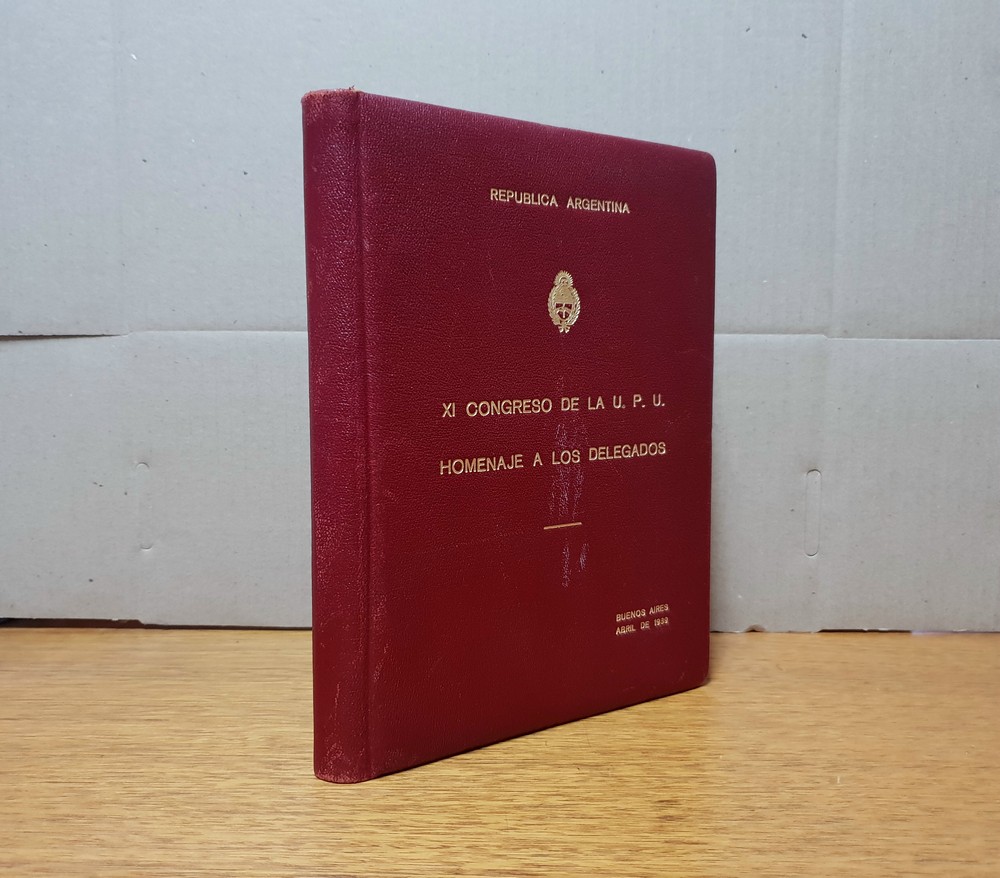 REPUBLICA ARGENTINA
XI CONGRESO DE LA U. P. U.
HOMENAJE A LOS DELEGADOS
BUENOS AIRES
ABRIL DE 1939